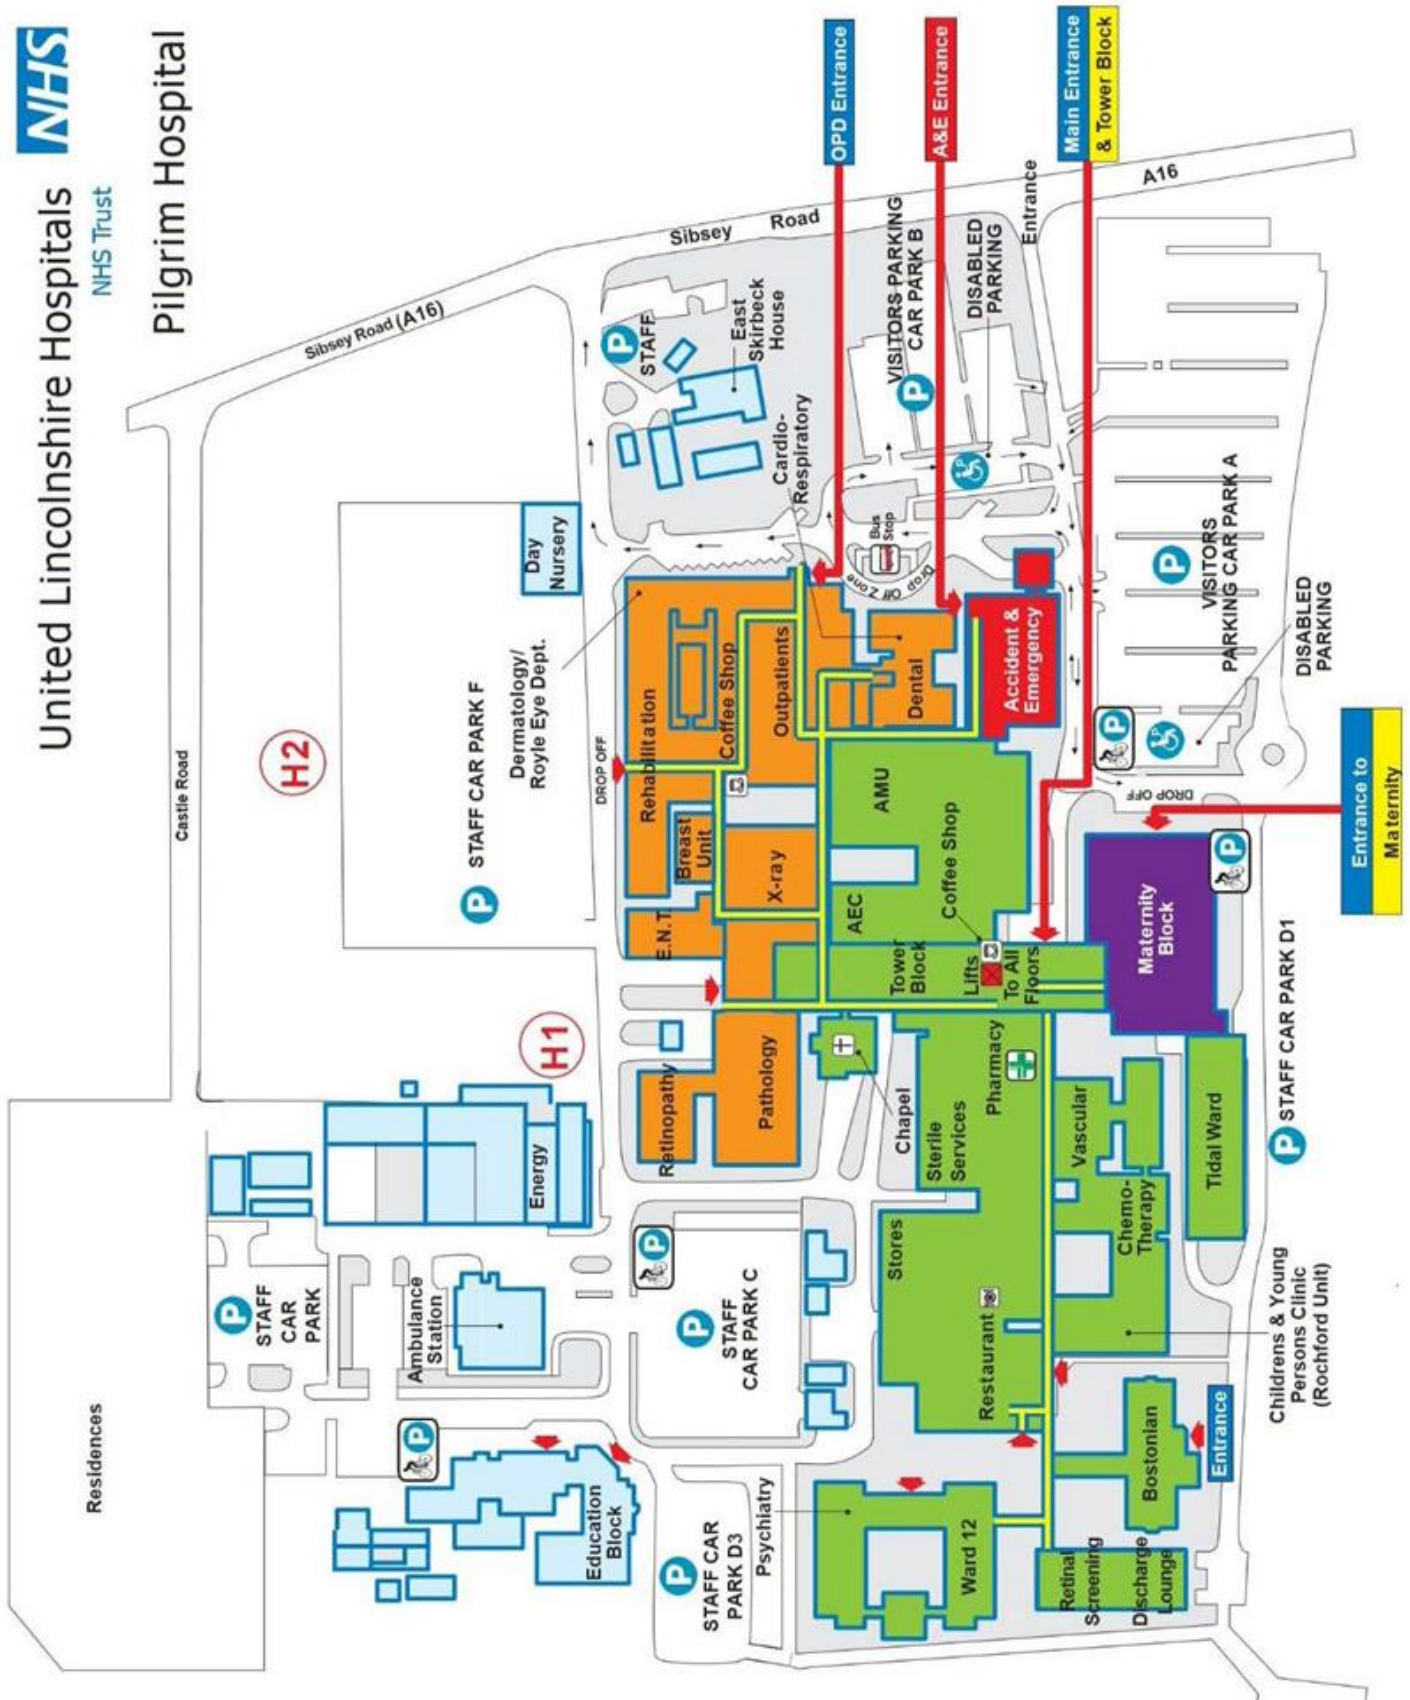 United Lincolnshire Hospitals
NHS
NHS Trust
Pilgrim Hospital
Residences
Castle Road
Sibsey Road (A16)
H2
H1
P
STAFF
CAR
PARK
Ambulance
Station
Energy
P
STAFF CAR PARK F
Day
Nursery
Dermatology/
Royle Eye Dept.
DROP OFF
P
STAFF
East
Skirbeck
House
Sibsey Road
P
Education
Block
P
STAFF CAR
PARK D3
P
P
STAFF
CAR PARK C
Retinopathy
Pathology
E.N.T.
Breast
Unit
Rehabilitation
X-ray
Coffee Shop
Outpatients
Cardio-
Respiratory
OPD Entrance
VISITORS PARKING
CAR PARK B
P
A&E Entrance
DISABLED
PARKING
Bus
Stop
Drop Off Zone
Dental
Accident &
Emergency
AMU
AEC
Coffee Shop
Tower
Block
Lifts
To All
Floors
Chapel
Sterile
Services
Pharmacy
Stores
Restaurant
Psychiatry
Ward 12
Retinal
Screening
Discharge
Lounge
Bostonian
Entrance
Childrens & Young
Persons Clinic
(Rochford Unit)
Chemo-
Therapy
Vascular
Tidal Ward
Maternity
Block
P
STAFF CAR PARK D1
P
DROP OFF
P
Entrance to
Maternity
DISABLED
PARKING
P
VISITORS
PARKING CAR PARK A
Entrance
A16
Main Entrance
& Tower Block